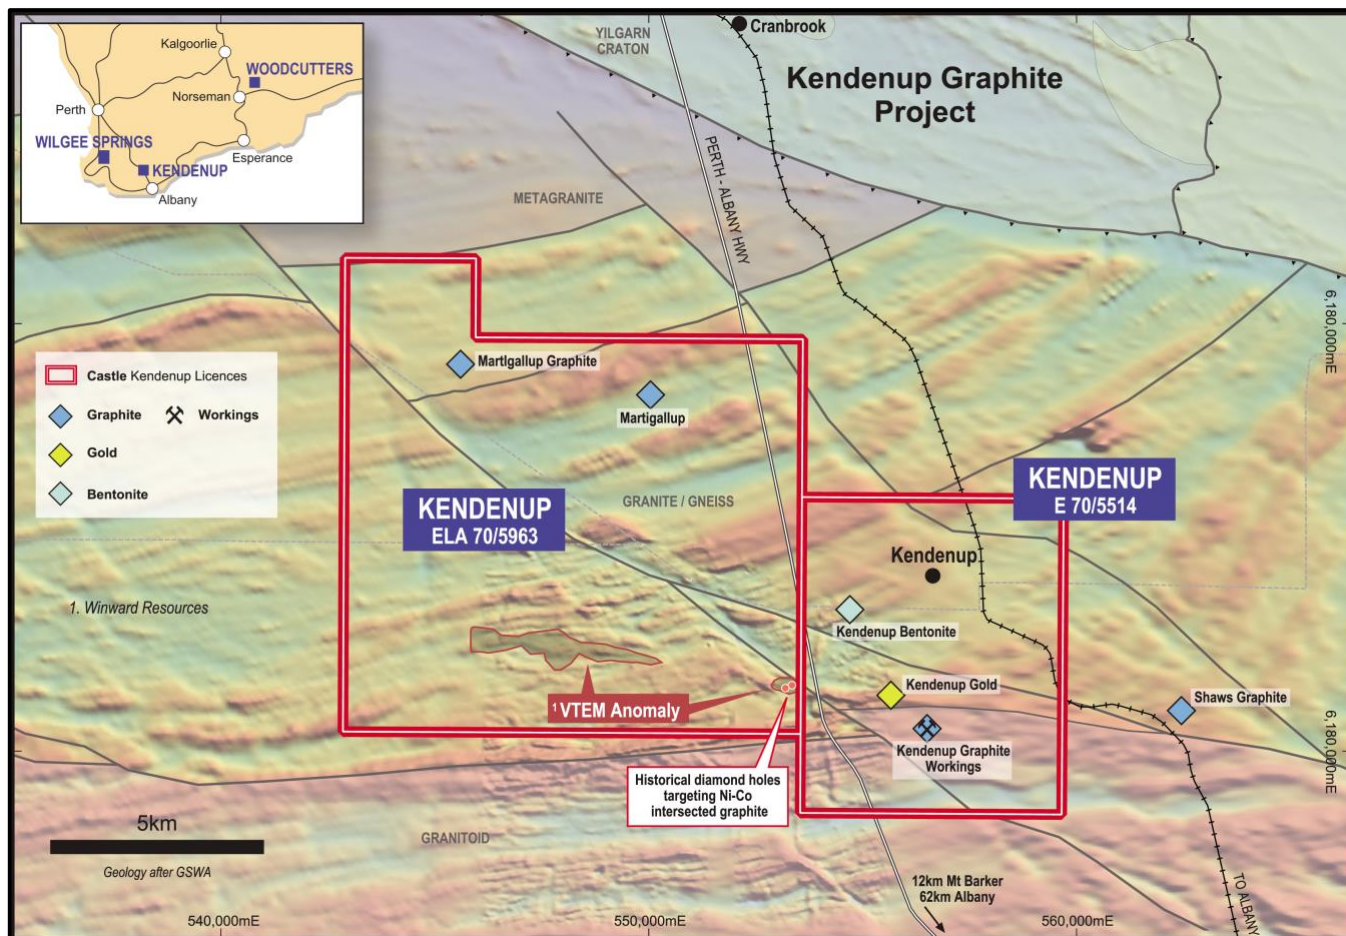 Kalgoorlie
WOODCUTTERS
Norseman
Perth
WILGEE SPRINGS
Esperance
KENDENUP
Albany
YILGARN
CRATON
Cranbrook
Kendenup Graphite
Project
PERTH - ALBANY HWY
METAGRANITE
6,180,000mE
Castle Kendenup Licences
Graphite
Workings
Gold
Bentonite
MartIgallup Graphite
Martigallup
KENDENUP
ELA 70/5963
GRANITE / GNEISS
KENDENUP
E 70/5514
Kendenup
1. Winward Resources
Kendenup Bentonite
1 VTEM Anomaly
Kendenup Gold
Shaws Graphite
Kendenup Graphite
Workings
6,180,000mE
Historical diamond holes
targeting Ni-Co
intersected graphite
5km
Geology after GSWA
GRANITOID
12km Mt Barker
62km Albany
TO ALBANY
540,000mE
550,000mE
560,000mE